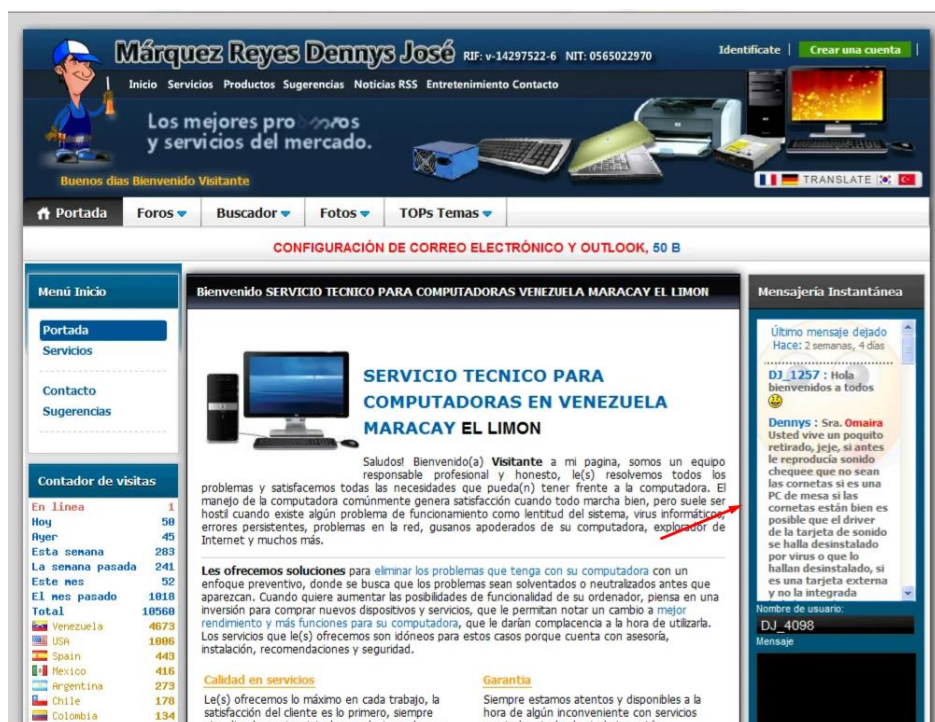 Márquez Reyes Dennys José RIF: v-14297522-6 NIT: 0565022970
Identificate | Crear una cuenta |
Inicio Servicios Productos Sugerencias Noticias RSS Entretenimiento Contacto
Los mejores
y servicios del mercado.
Buenos dias Bienvenido Visitante
TRANSLATE
Portada Foros Buscador Fotos TOPs Temas
CONFIGURACIÓN DE CORREO ELECTRÓNICO Y OUTLOOK, 50 B
Menú Inicio
Portada
Servicios
Contacto
Sugerencias
Contador de visitas
En línea 1
Hoy 50
Ayer 45
Esta semana 283
La semana pasada 241
Este mes 52
El mes pasado 1018
Total 10560
Venezuela 4673
USA 1006
Spain 443
Mexico 416
Argentina 273
Chile 178
Colombia 134
Bienvenido SERVICIO TECNICO PARA COMPUTADORAS VENEZUELA MARACAY EL LIMON
SERVICIO TECNICO PARA
COMPUTADORAS EN VENEZUELA
MARACAY EL LIMON
Saludos! Bienvenido(a) Visitante a mi pagina, somos un equipo
responsable profesional y honesto, le(s) resolvemos todos los
problemas y satisfacemos todas las necesidades que pueda(n) tener frente a la computadora. El
manejo de la computadora comúnmente genera satisfacción cuando todo marcha bien, pero suele ser
hostil cuando existe algún problema de funcionamiento como lentitud del sistema, virus informáticos,
errores persistentes, problemas en la red, gusanos apoderados de su computadora, explorador de
Internet y muchos más.
Les ofrecemos soluciones para eliminar los problemas que tenga con su computadora con un
enfoque preventivo, donde se busca que los problemas sean solventados o neutralizados antes que
aparezcan. Cuando quiere aumentar las posibilidades de funcionalidad de su ordenador, piensa en una
inversión para comprar nuevos dispositivos y servicios, que le permitan notar un cambio a mejor
rendimiento y más funciones para su computadora, que le darían complacencia a la hora de utilizarla.
Los servicios que le(s) ofrecemos son idóneos para estos casos porque cuenta con asesoría,
instalación, recomendaciones y seguridad.
Calidad en servicios
Le(s) ofrecemos lo máximo en cada trabajo, la
satisfacción del cliente es lo primero, siempre
Garantia
Siempre estamos atentos y disponibles a la
hora de algún inconveniente con servicios
Mensajería Instantánea
Último mensaje dejado
Hace: 2 semanas, 4 días
DJ_1257 : Hola
bienvenidos a todos
Dennys : Sra. Omaira
Usted vive un poquito
retirado, jeje, si antes
le reproducía sonido
chequee que no sean
las cornetas si es una
PC de mesa si las
cornetas están bien es
posible que el driver
de la tarjeta de sonido
se halla desinstalado
por virus o que lo
hallan desinstalado, si
es una tarjeta externa
y no la integrada
Nombre de usuario:
DJ_4098
Mensaje